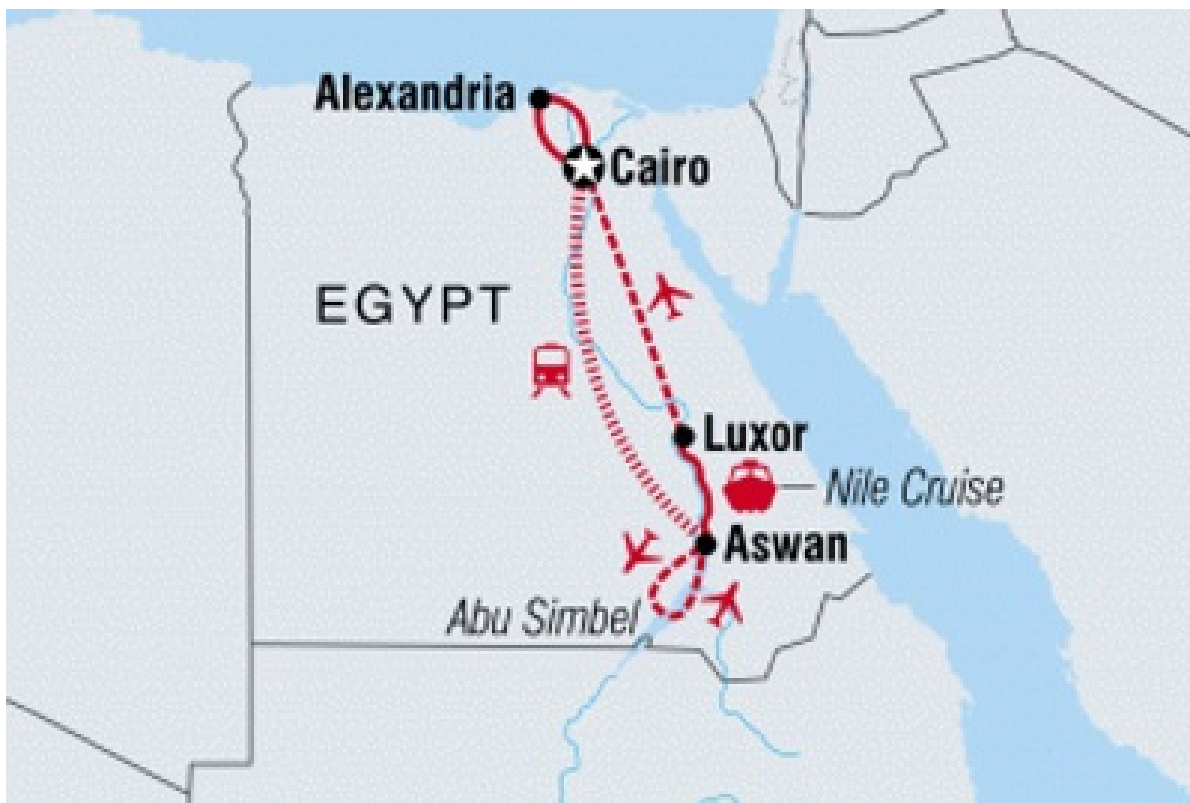 Alexandria
Cairo
EGYPT
Luxor
Nile Cruise
Aswan
Abu Simbel